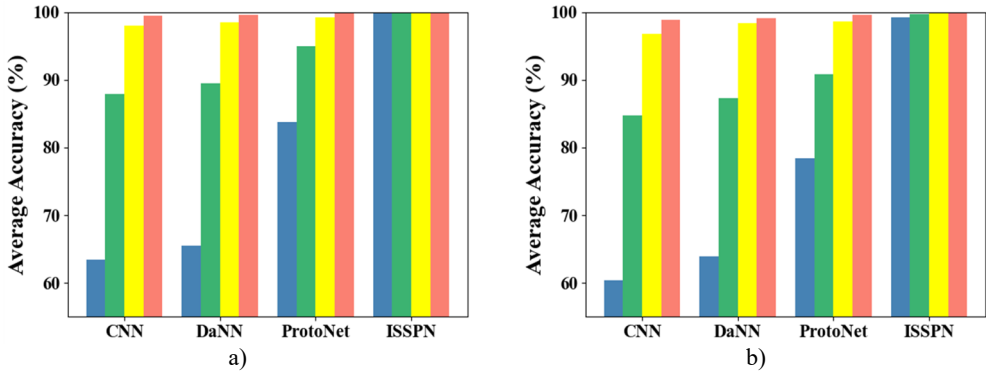 Average Accuracy (%)
100
90
80
70
60
CNN DaNN ProtoNet ISSPN
a)
Average Accuracy (%)
100
90
80
70
60
CNN DaNN ProtoNet ISSPN
b)